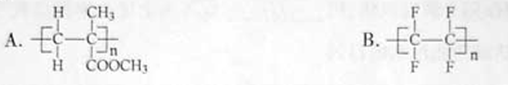 H CH₃
A. -[C-C]n-
H COOCH₃
F F
B. -[C-C]n-
F F